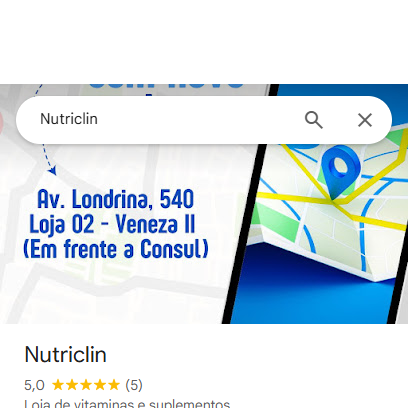 Nutriclin
Av. Londrina, 540
Loja 02 - Veneza II
(Em frente a Consul)
Nutriclin
5,0 (5)
Loja de vitaminas e suplementos